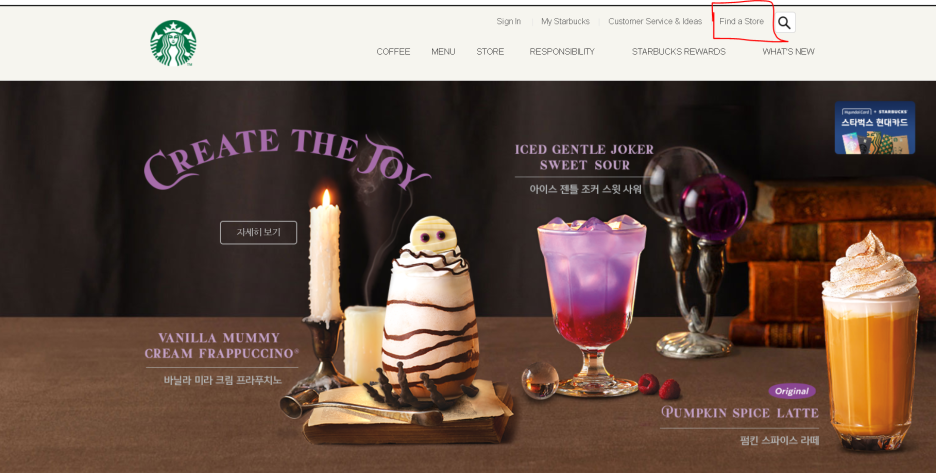 Sign In
My Starbucks
Customer Service & Ideas
Find a Store
COFFEE
MENU
STORE
RESPONSIBILITY
STARBUCKS REWARDS
WHAT'S NEW
CREATE THE JOY
자세히 보기
STARBUCKS
스타벅스 현대카드
ICED GENTLE JOKER
SWEET SOUR
아이스 젠틀 조커 스윗 사워
VANILLA MUMMY
CREAM FRAPPUCCINO®
바닐라 미라 크림 프라푸치노
Original
PUMPKIN SPICE LATTE
펌킨 스파이스 라떼